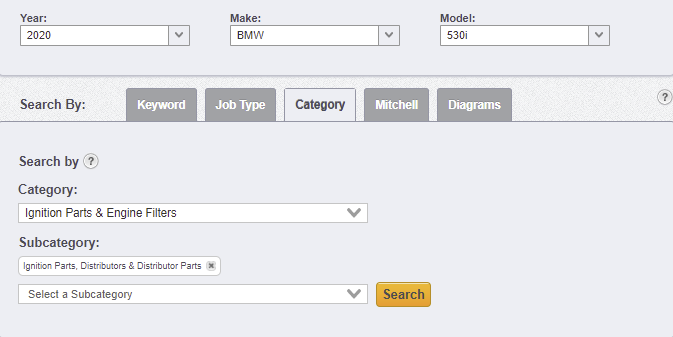 Year: Make: Model:
2020 BMW 530i
Search By: Keyword Job Type Category Mitchell Diagrams ?
Search by ?
Category:
Ignition Parts & Engine Filters
Subcategory:
Ignition Parts, Distributors & Distributor Parts x
Select a Subcategory Search